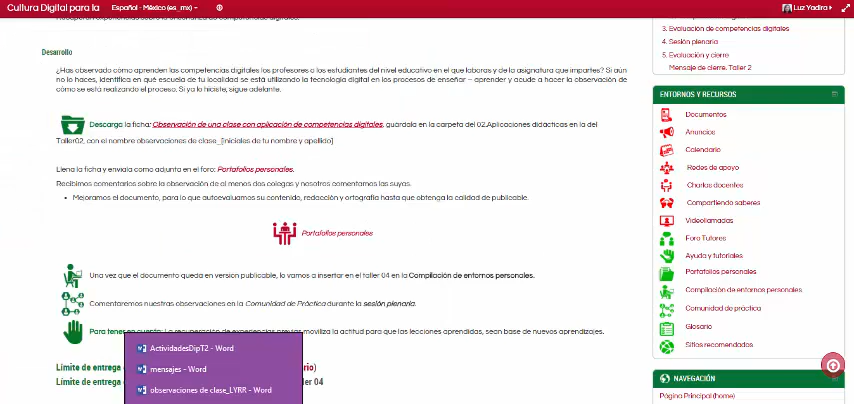 Cultura Digital para la
Español - México (es_mx)
Luz Yadira
Recuperan experiencias sobre la enseñanza de competencias digitales.
Desarrollo
¿Has observado cómo aprenden las competencias digitales los profesores o los estudiantes del nivel educativo en el que laboras y de la asignatura que impartes? Si aún
no lo haces, identifica en qué escuela de tu localidad se está utilizando la tecnología digital en los procesos de enseñar – aprender y acude a hacer la observación de
cómo se está realizando el proceso. Si ya lo hiciste, sigue adelante.
Descarga la ficha: Observación de una clase con aplicación de competencias digitales, guárdala en la carpeta del 02.Aplicaciones didácticas en la del
Taller02, con el nombre observaciones de clase_[iniciales de tu nombre y apellido]
Llena la ficha y envíala como adjunta en el foro: Portafolios personales.
Recibimos comentarios sobre la observación de al menos dos colegas y nosotros comentamos las suyas.
• Mejoramos el documento, para lo que autoevaluamos su contenido, redacción y ortografía hasta que obtenga la calidad de publicable.
Portafolios personales
Una vez que el documento queda en version publicable, lo vamos a insertar en el taller 04 en la Compilación de entornos personales.
Comentaremos nuestras observaciones en la Comunidad de Práctica durante la sesión plenaria.
Para tener en cuenta: La recuperación de experiencias previas moviliza la actitud para que las lecciones aprendidas, sean base de nuevos aprendizajes.
Límite de entrega
rio)
Límite de entrega
ller 04
ActividadesDipT2 - Word
mensajes - Word
observaciones de clase_LYRR - Word
3. Evaluación de competencias digitales
4. Sesión plenaria
5. Evaluación y cierre
Mensaje de cierre. Taller 2
ENTORNOS Y RECURSOS
Documentos
Anuncios
Calendario
Redes de apoyo
Charlas docentes
Compartiendo saberes
Videollamadas
Foro Tutores
Ayuda y tutoriales
Portafolios personales
Compilación de entornos personales.
Comunidad de práctica
Glosario
Sitios recomendados
NAVEGACIÓN
Página Principal (home)